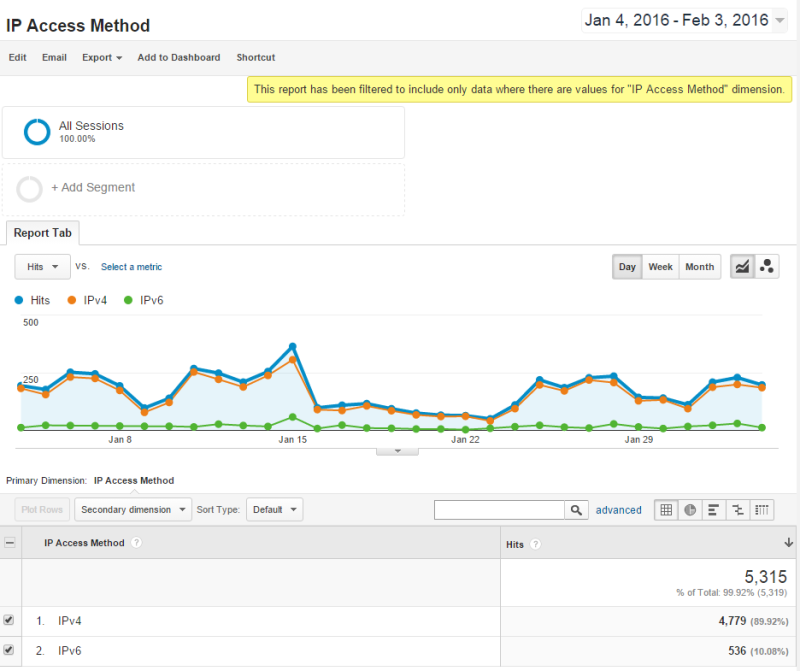 IP Access Method
Jan 4, 2016 - Feb 3, 2016
Edit Email Export Add to Dashboard Shortcut
This report has been filtered to include only data where there are values for "IP Access Method" dimension.
All Sessions
100.00%
+ Add Segment
Report Tab
Hits VS. Select a metric
Day Week Month
Hits IPv4 IPv6
500
250
Jan 8 Jan 15 Jan 22 Jan 29
Primary Dimension: IP Access Method
Plot Rows Secondary dimension Sort Type: Default advanced
IP Access Method ? Hits ?
5,315
% of Total: 99.92% (5,319)
1. IPv4 4,779 (89.92%)
2. IPv6 536 (10.08%)